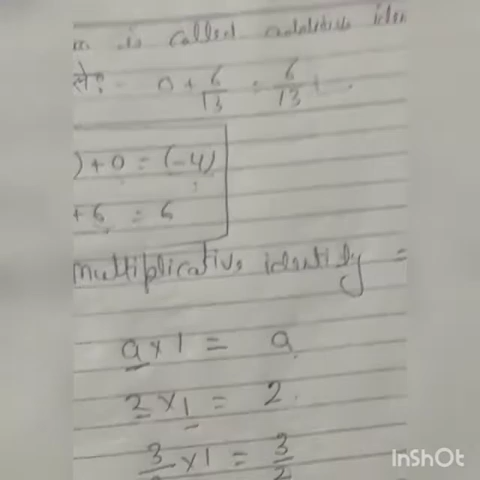 is called additive iden
0 + 6/13 = 6/13
) + 0 = (-4)
+ 6 = 6
multiplicative identity =
a × 1 = a
2 × 1 = 2
3/ × 1 = 3/2
InShOt